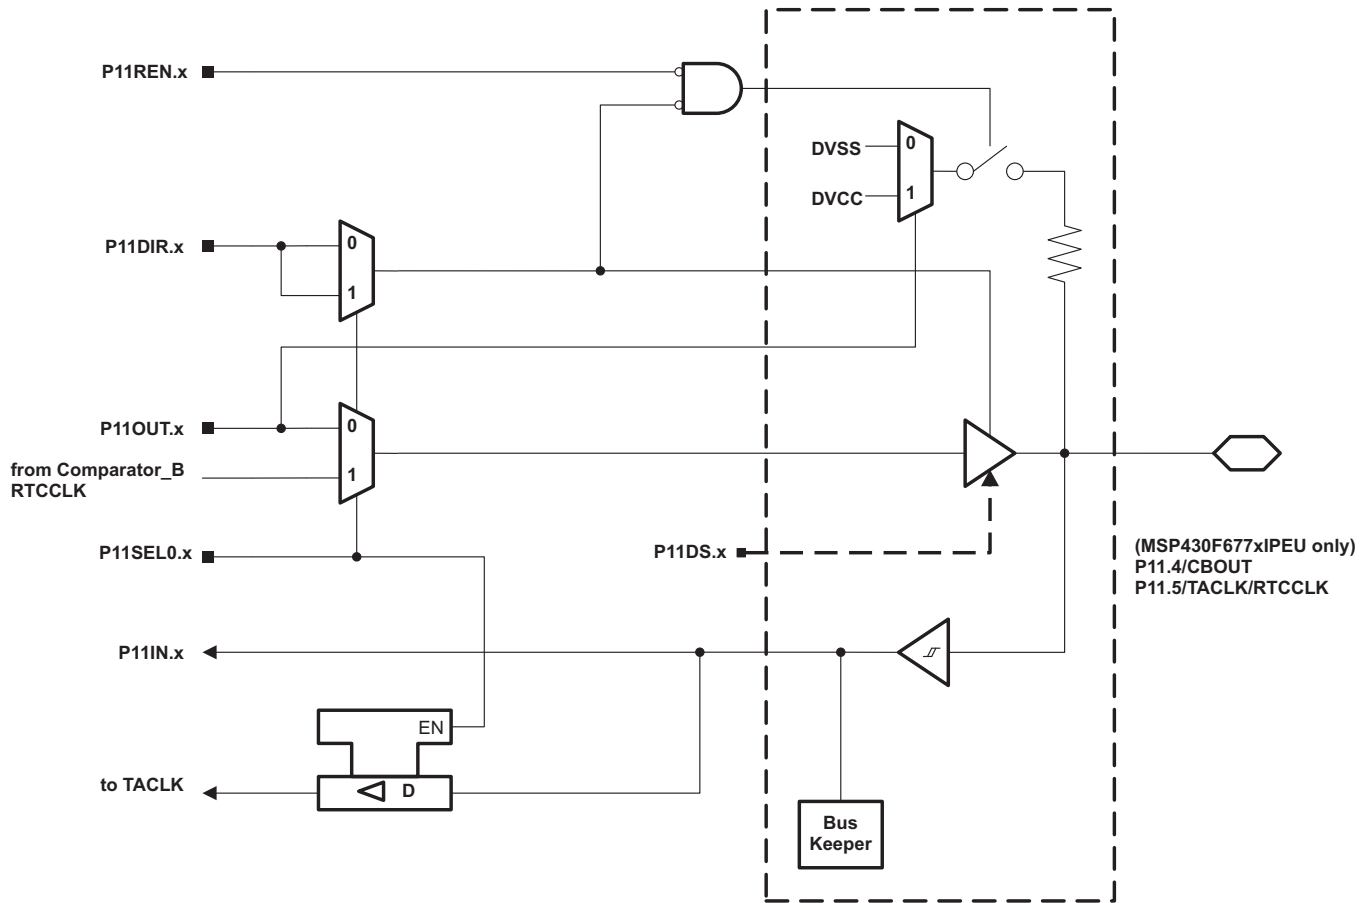 P11REN.x
DVSS
0
DVCC
1
P11DIR.x
0
1
P11OUT.x
0
from Comparator_B
RTCCLK
1
P11SEL0.x
P11DS.x
(MSP430F677xIPEU only)
P11.4/CBOUT
P11.5/TACLK/RTCCLK
P11IN.x
EN
to TACLK
D
Bus
Keeper